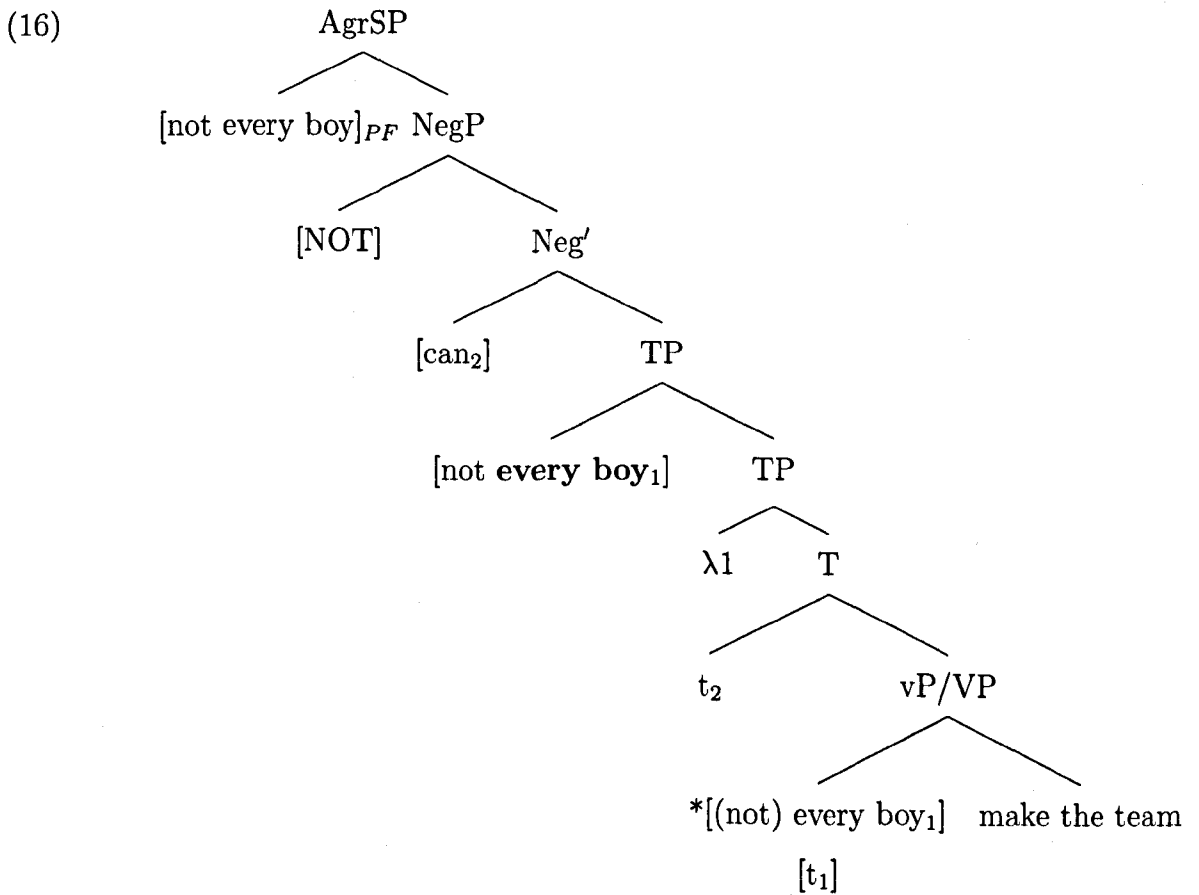 (16) AgrSP
[not every boy]PF NegP
[NOT] Neg′
[can₂] TP
[not every boy₁] TP
λ1 T
t₂ vP/VP
*[(not) every boy₁] make the team
[t₁]